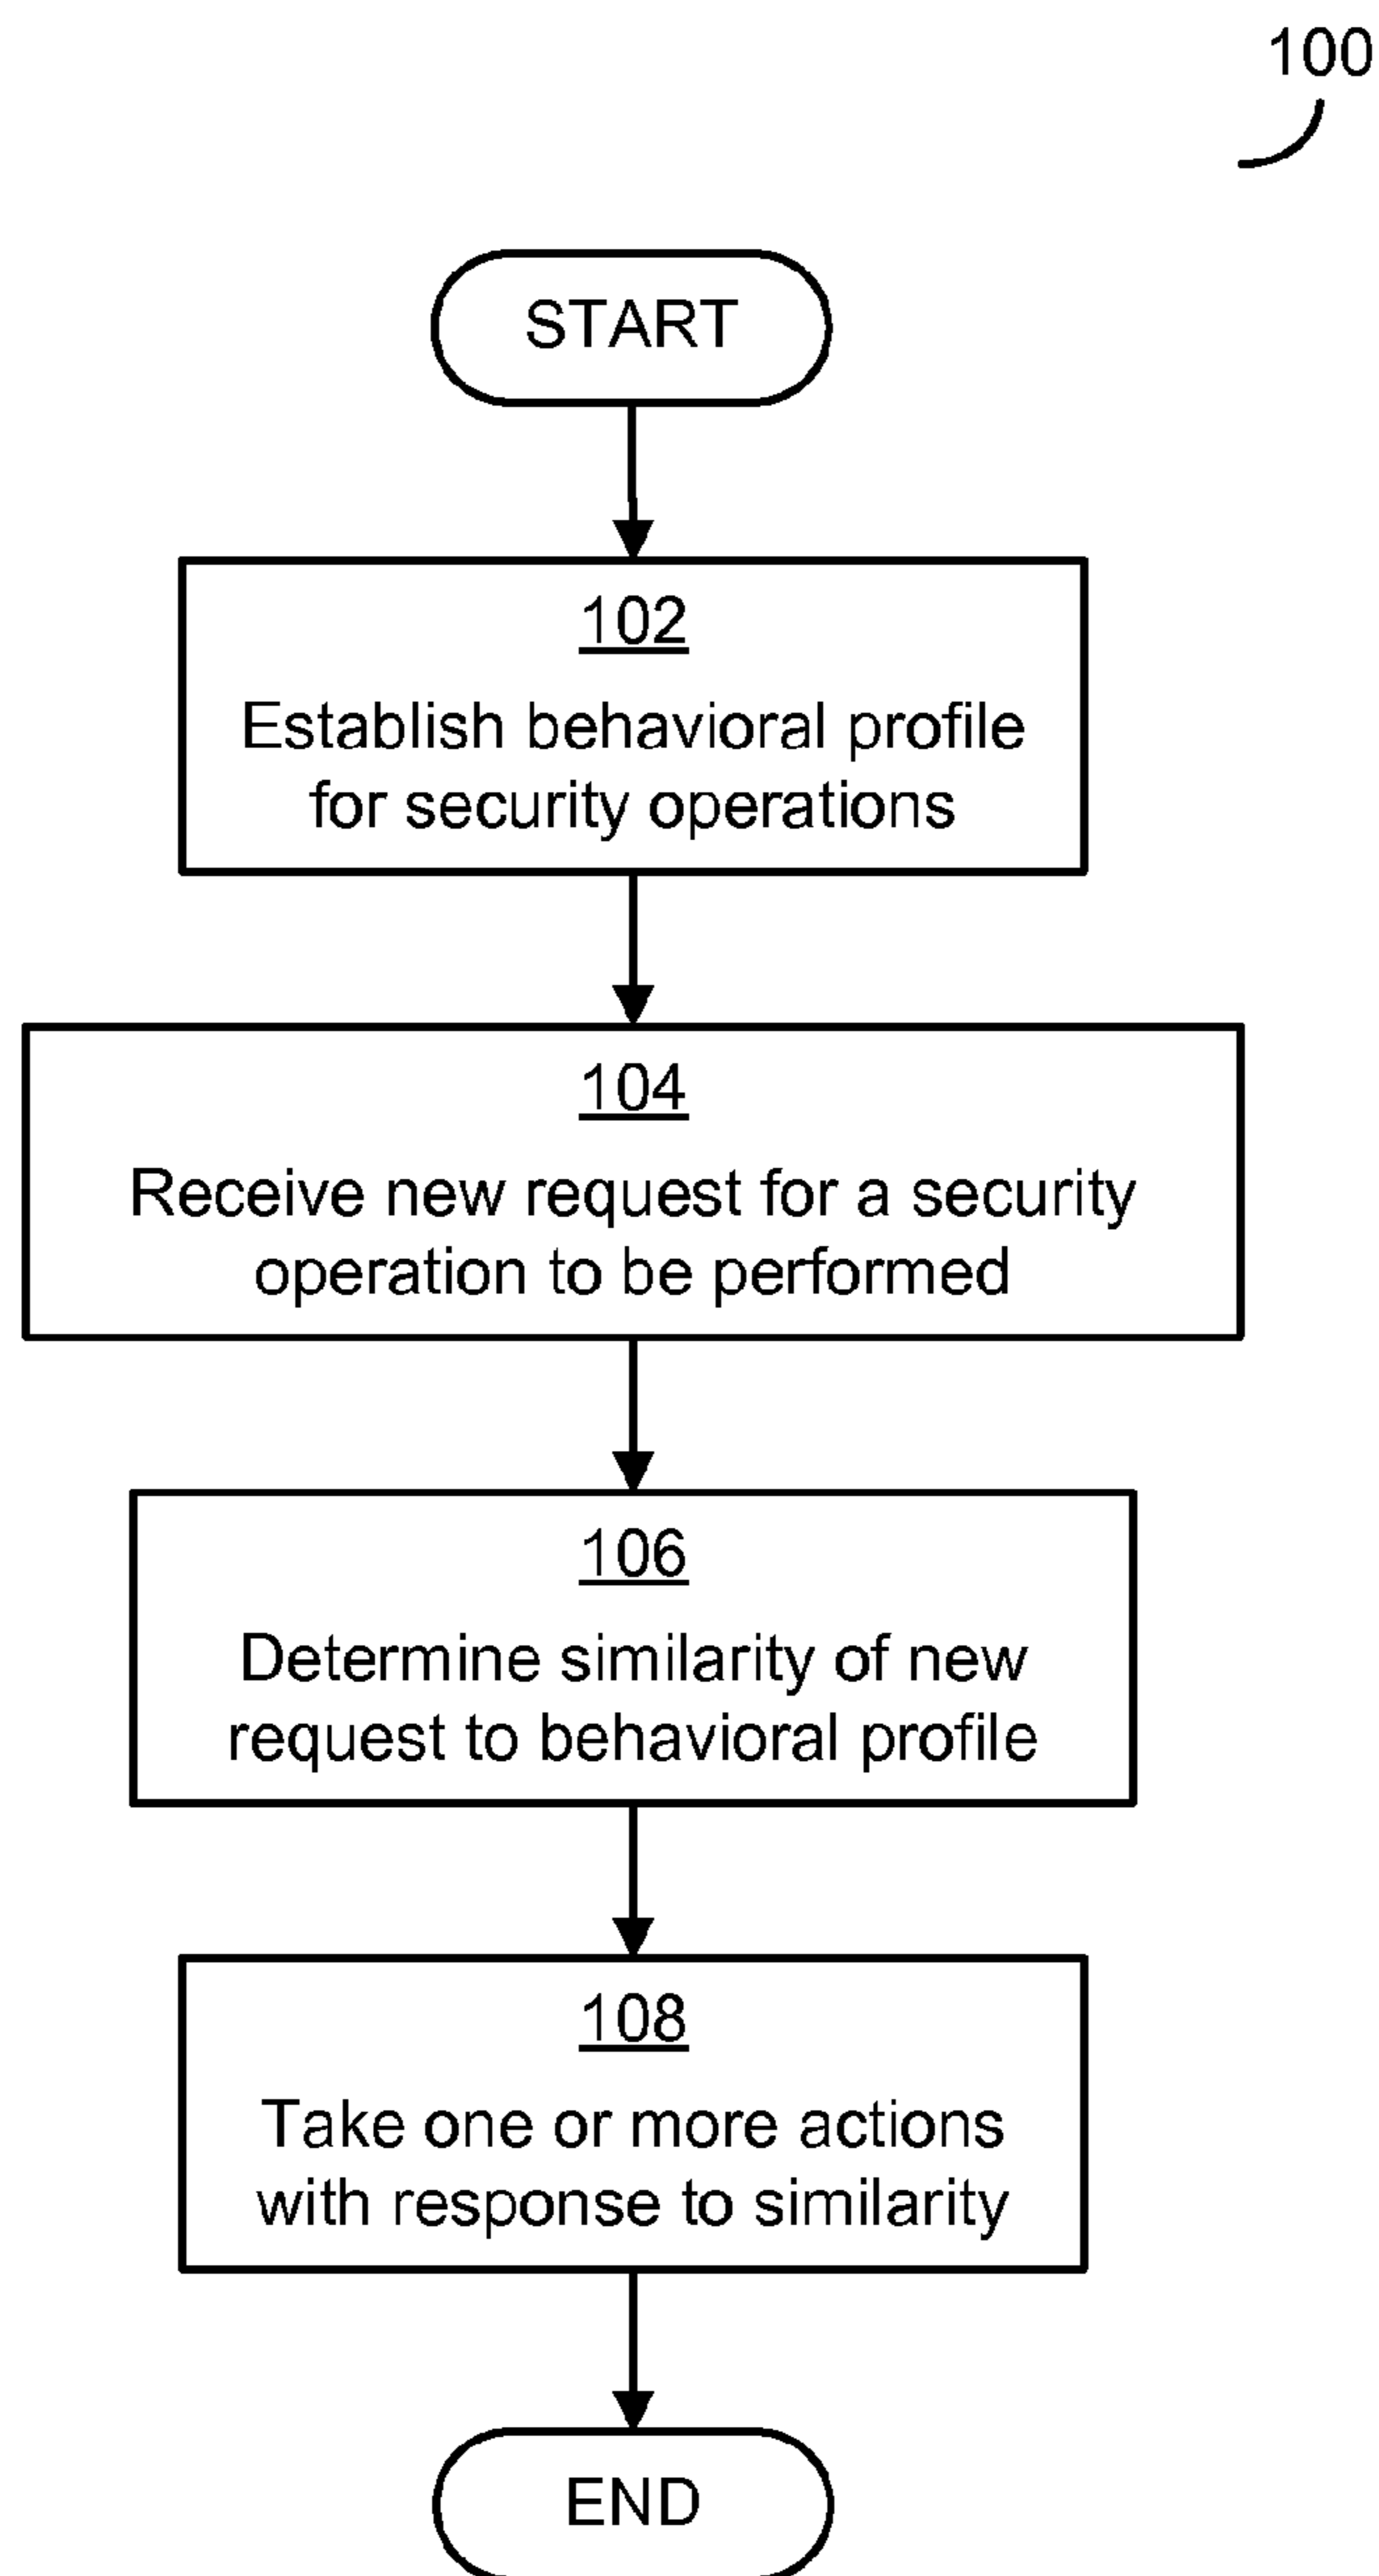 100
START
102
Establish behavioral profile
for security operations
104
Receive new request for a security
operation to be performed
106
Determine similarity of new
request to behavioral profile
108
Take one or more actions
with response to similarity
END